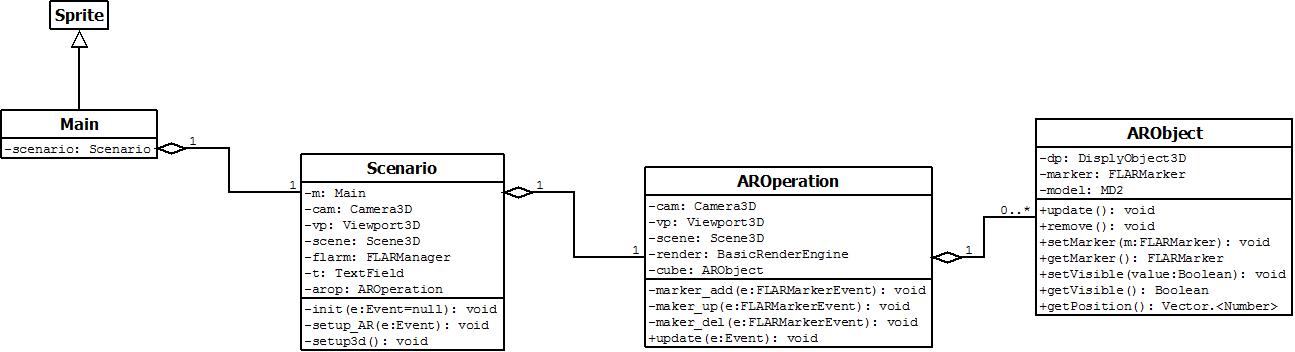 Sprite
Main
-scenario: Scenario
1
1
Scenario
-m: Main
-cam: Camera3D
-vp: Viewport3D
-scene: Scene3D
-flarm: FLARManager
-t: TextField
-arop: AROperation
-init(e:Event=null): void
-setup_AR(e:Event): void
-setup3d(): void
1
1
AROperation
-cam: Camera3D
-vp: Viewport3D
-scene: Scene3D
-render: BasicRenderEngine
-cube: ARObject
-marker_add(e:FLARMarkerEvent): void
-maker_up(e:FLARMarkerEvent): void
-maker_del(e:FLARMarkerEvent): void
+update(e:Event): void
1
0..*
ARObject
-dp: DisplyObject3D
-marker: FLARMarker
-model: MD2
+update(): void
+remove(): void
+setMarker(m:FLARMarker): void
+getMarker(): FLARMarker
+setVisible(value:Boolean): void
+getVisible(): Boolean
+getPosition(): Vector.<Number>